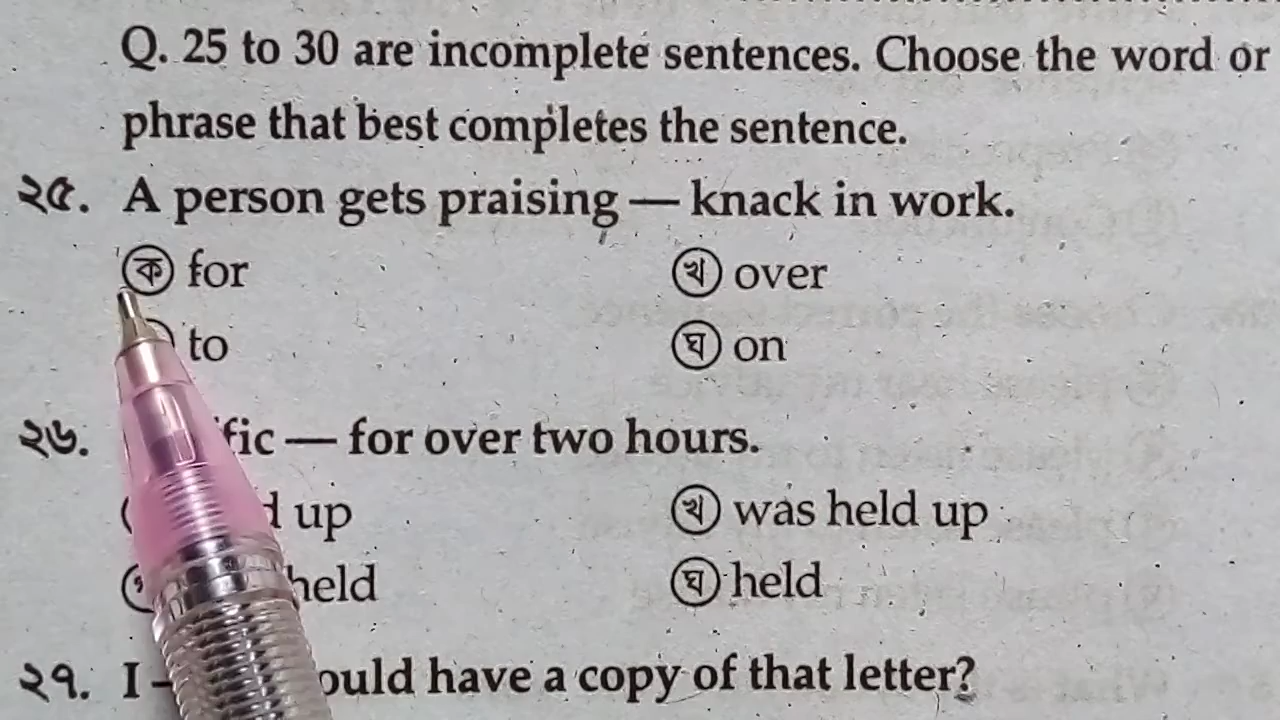 Q. 25 to 30 are incomplete sentences. Choose the word or
phrase that best completes the sentence.
২৫. A person gets praising — knack in work.
ক for খ over
to ঘ on
২৬. fic — for over two hours.
up খ was held up
held ঘ held
২৭. I — ould have a copy of that letter?